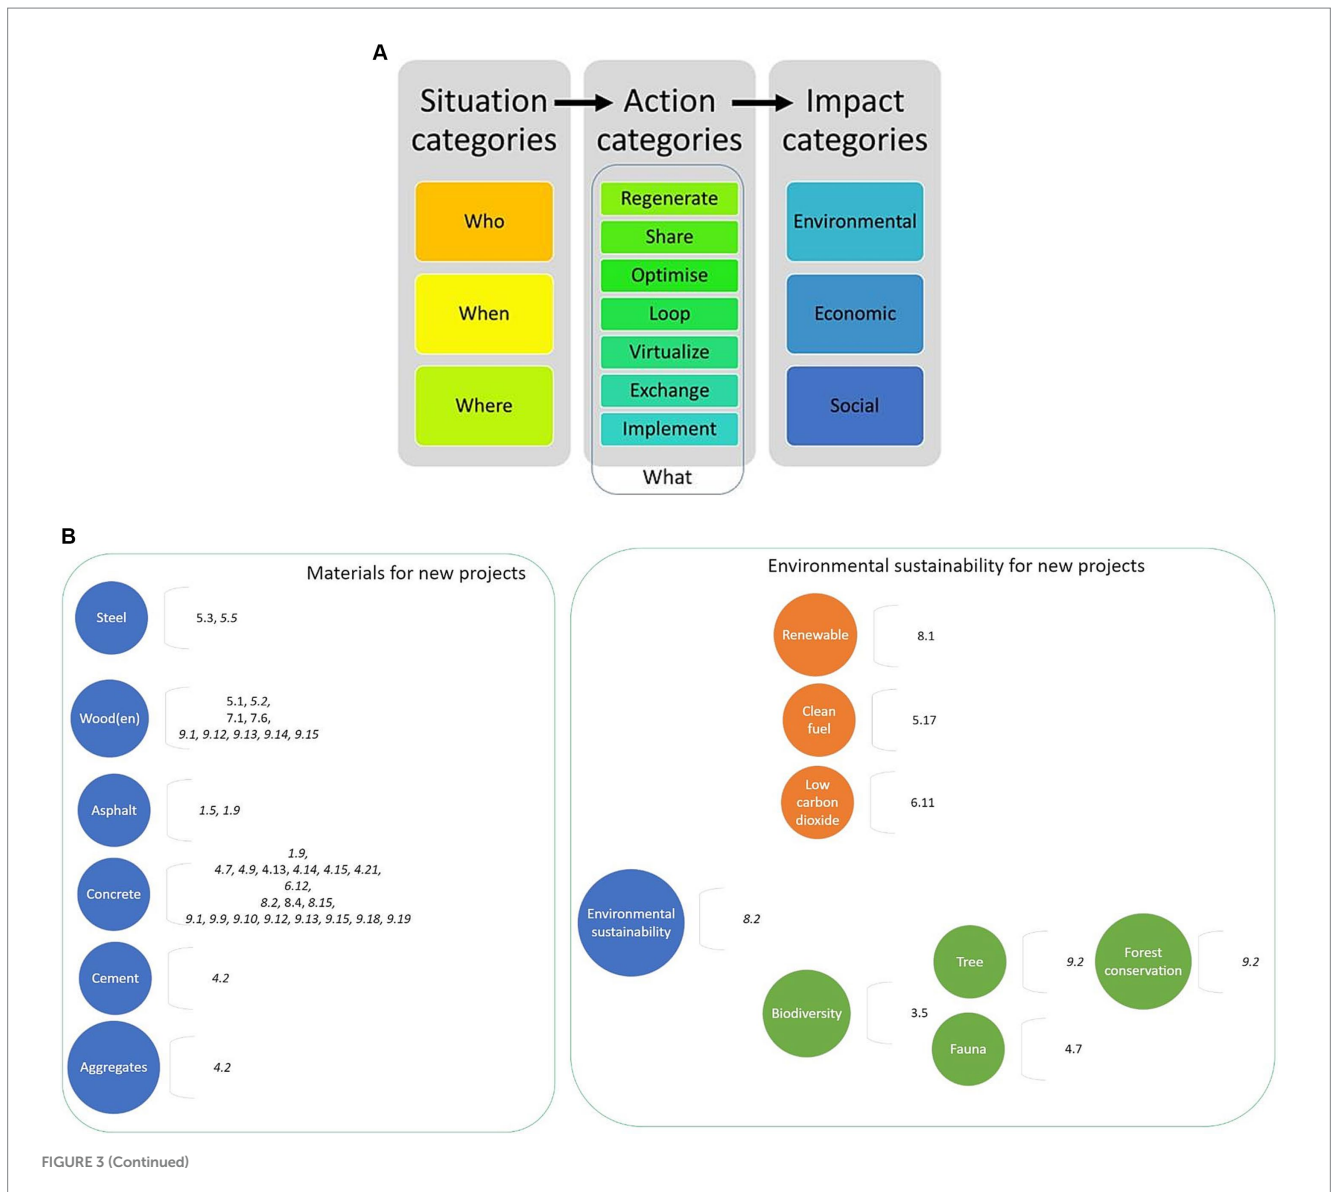 A
Situation
categories
Action
categories
Impact
categories
Who
When
Where
Regenerate
Share
Optimise
Loop
Virtualize
Exchange
Implement
What
Environmental
Economic
Social
B
Materials for new projects
Steel
5.3, 5.5
Wood(en)
5.1, 5.2,
7.1, 7.6,
9.1, 9.12, 9.13, 9.14, 9.15
Asphalt
1.5, 1.9
Concrete
1.9,
4.7, 4.9, 4.13, 4.14, 4.15, 4.21,
6.12,
8.2, 8.4, 8.15,
9.1, 9.9, 9.10, 9.12, 9.13, 9.15, 9.18, 9.19
Cement
4.2
Aggregates
4.2
Environmental sustainability for new projects
Renewable
8.1
Clean
fuel
5.17
Low
carbon
dioxide
6.11
Environmental
sustainability
8.2
Biodiversity
3.5
Tree
9.2
Forest
conservation
9.2
Fauna
4.7
FIGURE 3 (Continued)